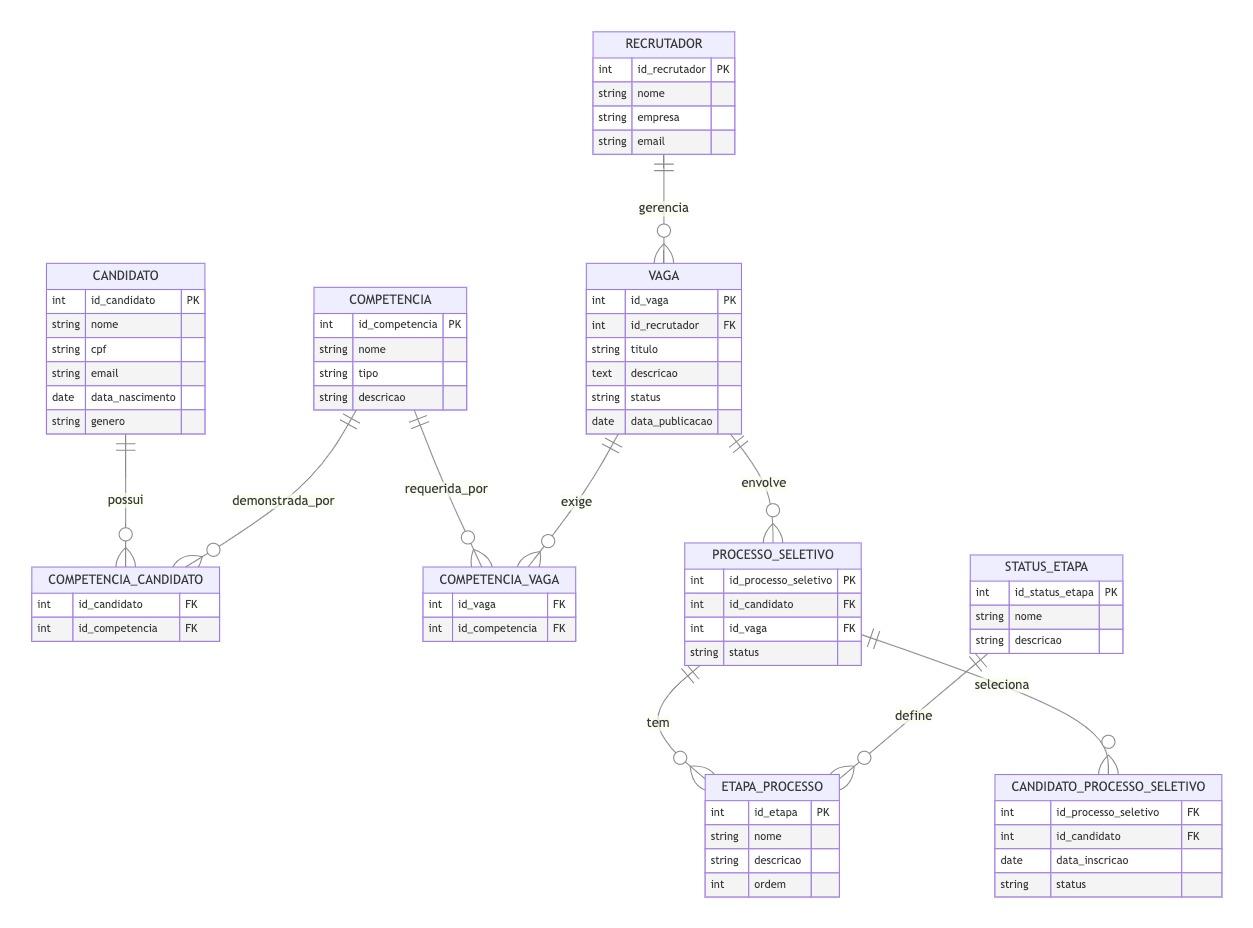 RECRUTADOR
int id_recrutador PK
string nome
string empresa
string email
gerencia
CANDIDATO
int id_candidato PK
string nome
string cpf
string email
date data_nascimento
string genero
COMPETENCIA
int id_competencia PK
string nome
string tipo
string descricao
VAGA
int id_vaga PK
int id_recrutador FK
string titulo
text descricao
string status
date data_publicacao
possui
demonstrada_por
requerida_por
exige
envolve
COMPETENCIA_CANDIDATO
int id_candidato FK
int id_competencia FK
COMPETENCIA_VAGA
int id_vaga FK
int id_competencia FK
PROCESSO_SELETIVO
int id_processo_seletivo PK
int id_candidato FK
int id_vaga FK
string status
STATUS_ETAPA
int id_status_etapa PK
string nome
string descricao
seleciona
tem
define
ETAPA_PROCESSO
int id_etapa PK
string nome
string descricao
int ordem
CANDIDATO_PROCESSO_SELETIVO
int id_processo_seletivo FK
int id_candidato FK
date data_inscricao
string status